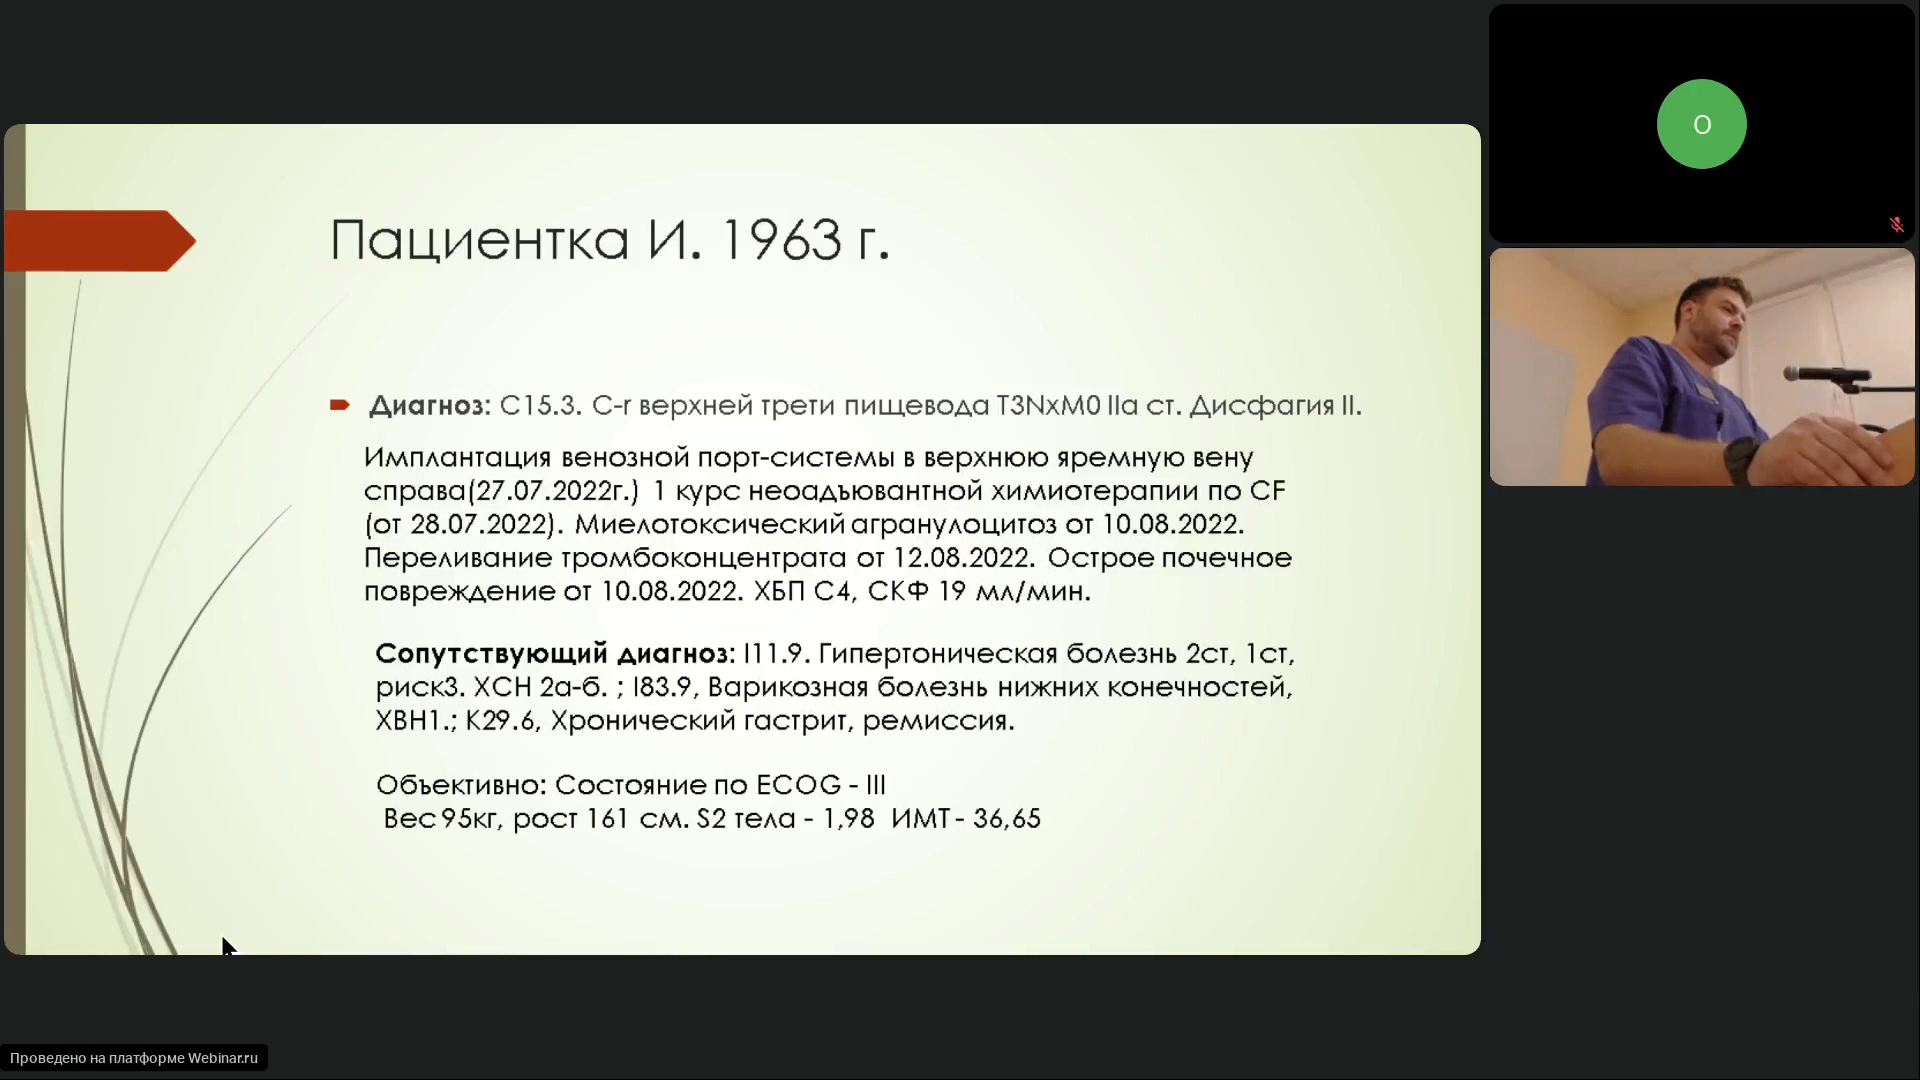 Пациентка И. 1963 г.
Диагноз: С15.3. C-r верхней трети пищевода T3NxM0 IIa ст. Дисфагия II.
Имплантация венозной порт-системы в верхнюю яремную вену
справа(27.07.2022г.) 1 курс неоадъювантной химиотерапии по CF
(от 28.07.2022). Миелотоксический агранулоцитоз от 10.08.2022.
Переливание тромбоконцентрата от 12.08.2022. Острое почечное
повреждение от 10.08.2022. ХБП С4, СКФ 19 мл/мин.
Сопутствующий диагноз: I11.9. Гипертоническая болезнь 2ст, 1ст,
риск3. ХСН 2а-б. ; I83.9, Варикозная болезнь нижних конечностей,
ХВН1.; K29.6, Хронический гастрит, ремиссия.
Объективно: Состояние по ECOG - III
Вес 95кг, рост 161 см. S2 тела - 1,98 ИМТ - 36,65
О
Проведено на платформе Webinar.ru